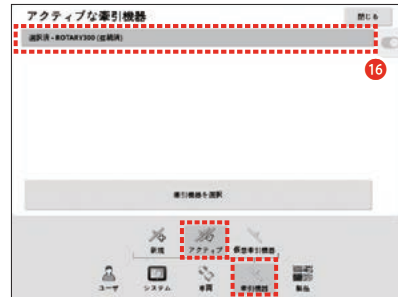 アクティブな牽引機器
閉じる
選択済 - ROTARY300 (接続済)
16
牽引機器を選択
新規
アクティブ
仮想牽引機器
ユーザ
システム
車両
牽引機器
製品